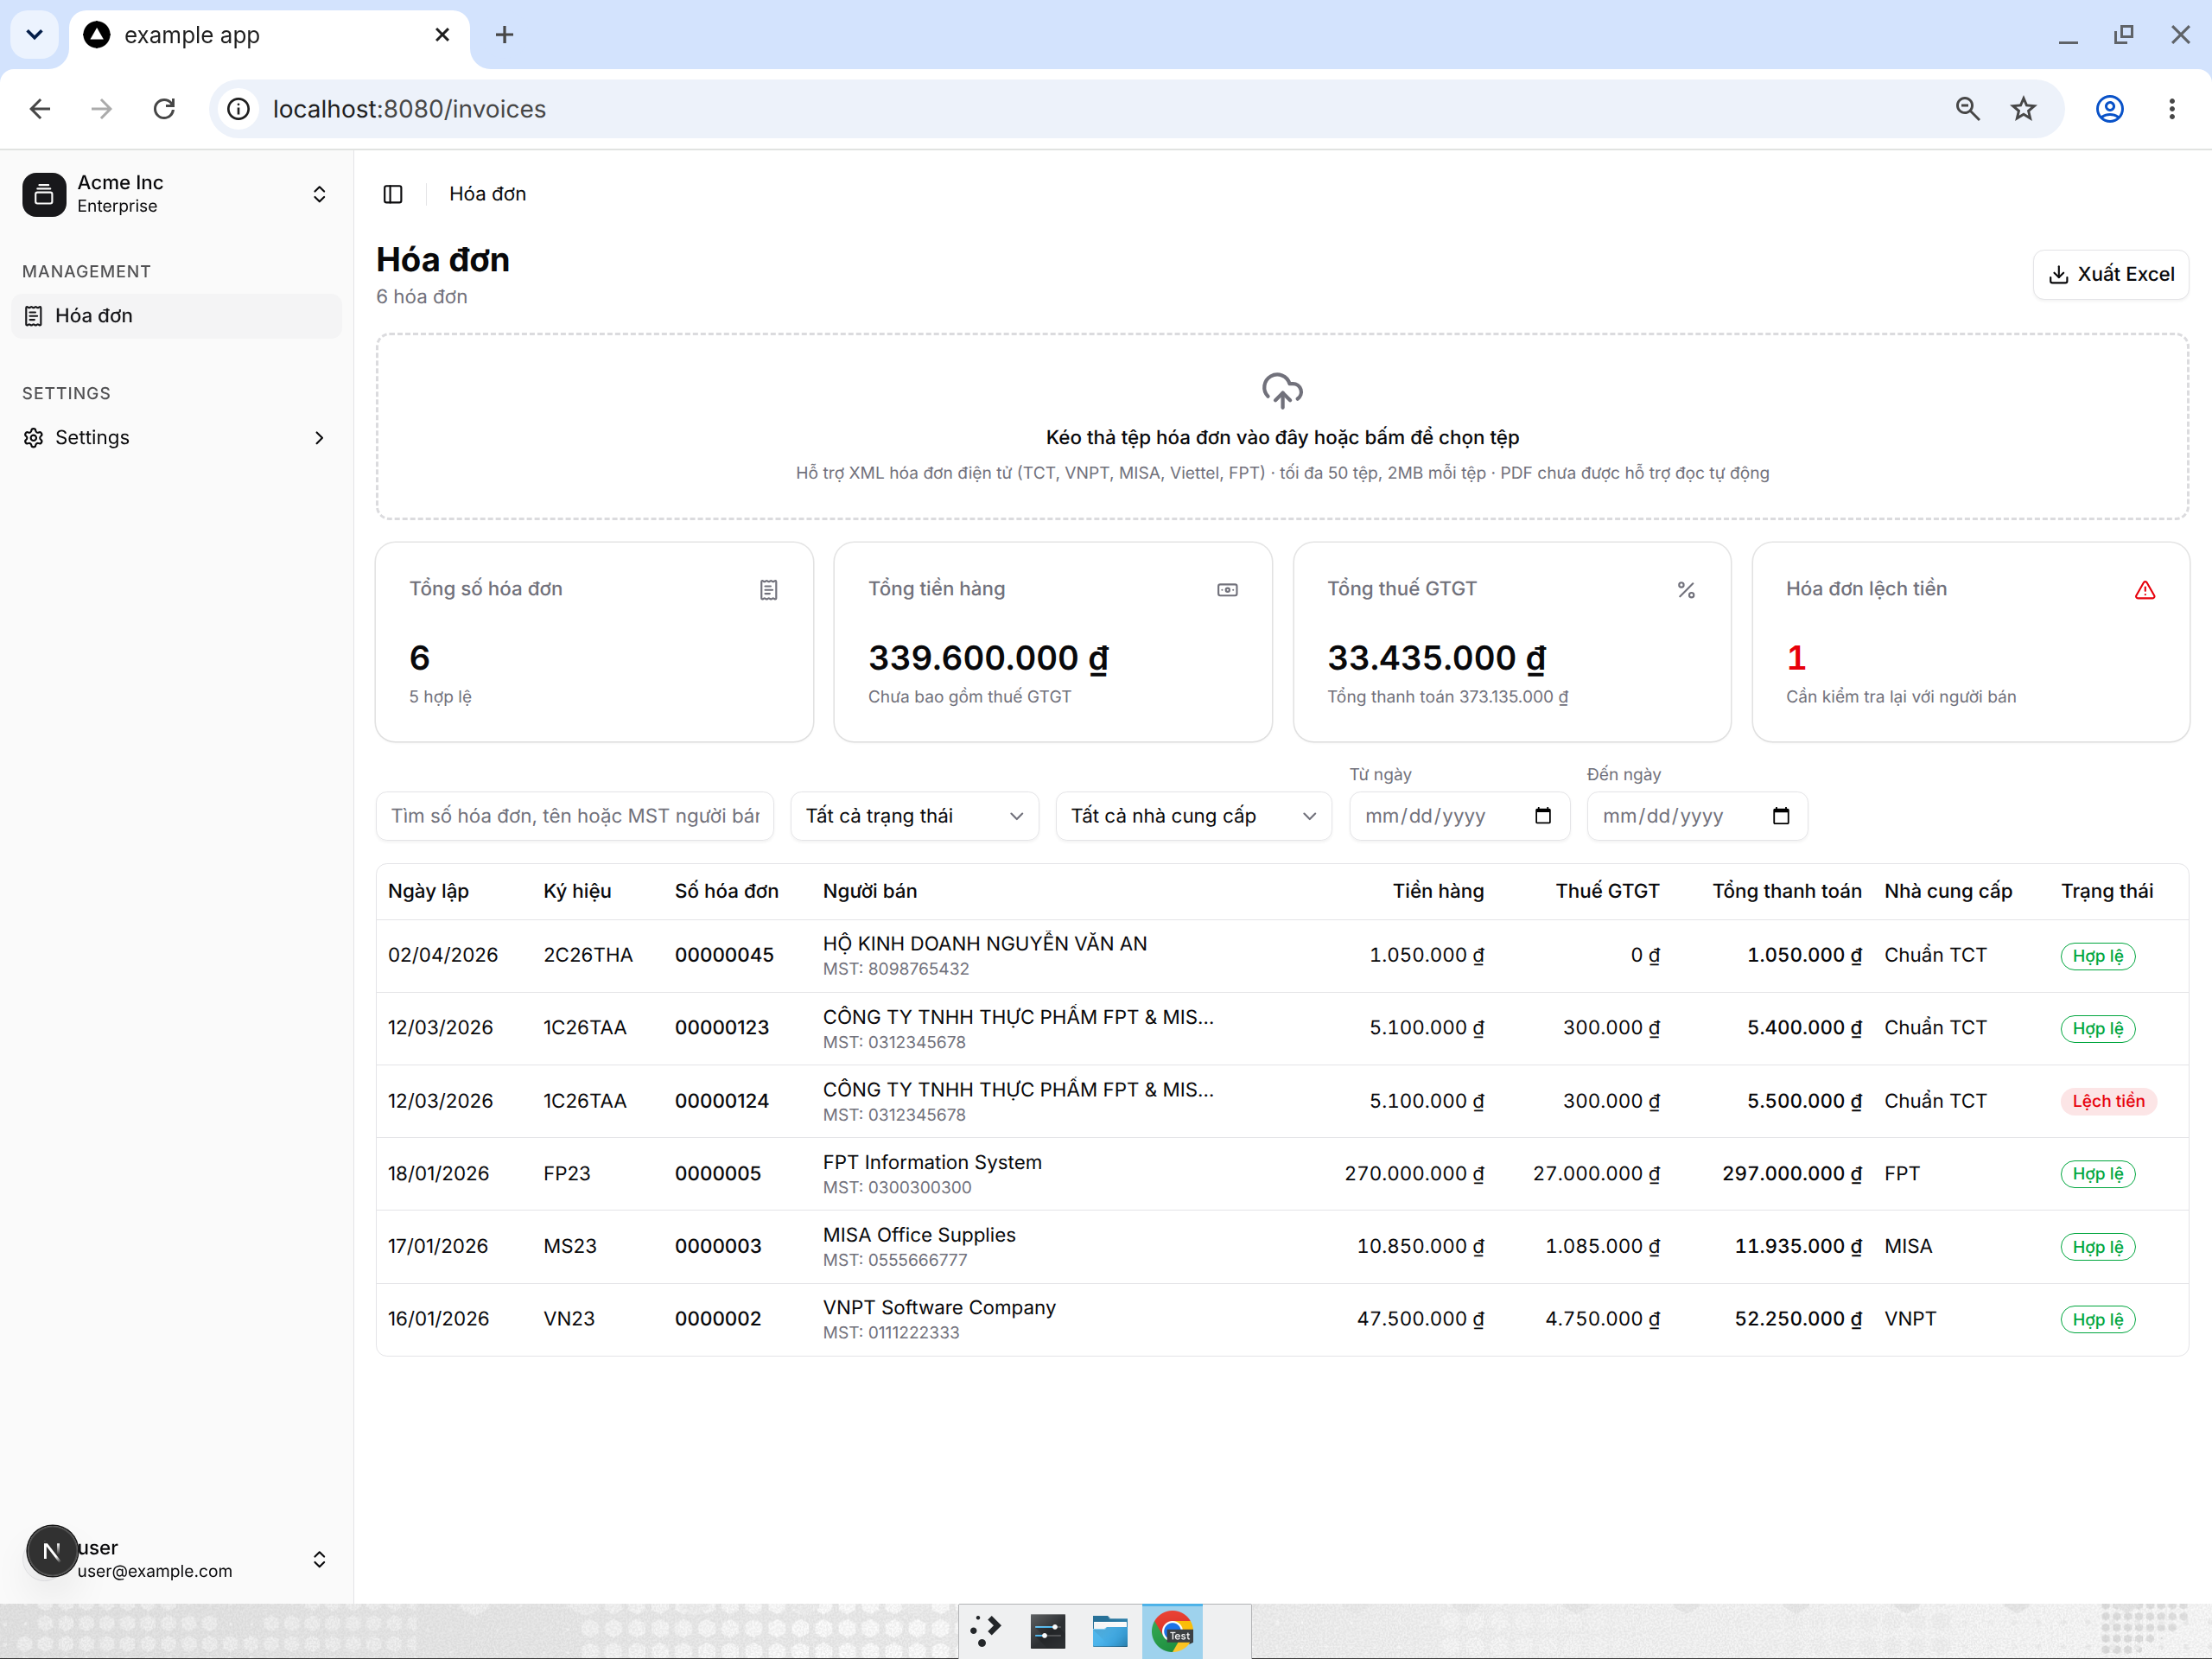 example app
localhost:8080/invoices
Acme Inc
Enterprise
MANAGEMENT
Hóa đơn
SETTINGS
Settings
Hóa đơn
Hóa đơn
6 hóa đơn
Xuất Excel
Kéo thả tệp hóa đơn vào đây hoặc bấm để chọn tệp
Hỗ trợ XML hóa đơn điện tử (TCT, VNPT, MISA, Viettel, FPT) · tối đa 50 tệp, 2MB mỗi tệp · PDF chưa được hỗ trợ đọc tự động
Tổng số hóa đơn
6
5 hợp lệ
Tổng tiền hàng
339.600.000 ₫
Chưa bao gồm thuế GTGT
Tổng thuế GTGT
33.435.000 ₫
Tổng thanh toán 373.135.000 ₫
Hóa đơn lệch tiền
1
Cần kiểm tra lại với người bán
Từ ngày
Đến ngày
Tìm số hóa đơn, tên hoặc MST người bán
Tất cả trạng thái
Tất cả nhà cung cấp
mm/dd/yyyy
mm/dd/yyyy
Ngày lập Ký hiệu Số hóa đơn Người bán Tiền hàng Thuế GTGT Tổng thanh toán Nhà cung cấp Trạng thái
02/04/2026 2C26THA 00000045 HỘ KINH DOANH NGUYỄN VĂN AN 1.050.000 ₫ 0 ₫ 1.050.000 ₫ Chuẩn TCT Hợp lệ
MST: 8098765432
12/03/2026 1C26TAA 00000123 CÔNG TY TNHH THỰC PHẨM FPT & MIS... 5.100.000 ₫ 300.000 ₫ 5.400.000 ₫ Chuẩn TCT Hợp lệ
MST: 0312345678
12/03/2026 1C26TAA 00000124 CÔNG TY TNHH THỰC PHẨM FPT & MIS... 5.100.000 ₫ 300.000 ₫ 5.500.000 ₫ Chuẩn TCT Lệch tiền
MST: 0312345678
18/01/2026 FP23 0000005 FPT Information System 270.000.000 ₫ 27.000.000 ₫ 297.000.000 ₫ FPT Hợp lệ
MST: 0300300300
17/01/2026 MS23 0000003 MISA Office Supplies 10.850.000 ₫ 1.085.000 ₫ 11.935.000 ₫ MISA Hợp lệ
MST: 0555666777
16/01/2026 VN23 0000002 VNPT Software Company 47.500.000 ₫ 4.750.000 ₫ 52.250.000 ₫ VNPT Hợp lệ
MST: 0111222333
N
user
user@example.com
Test